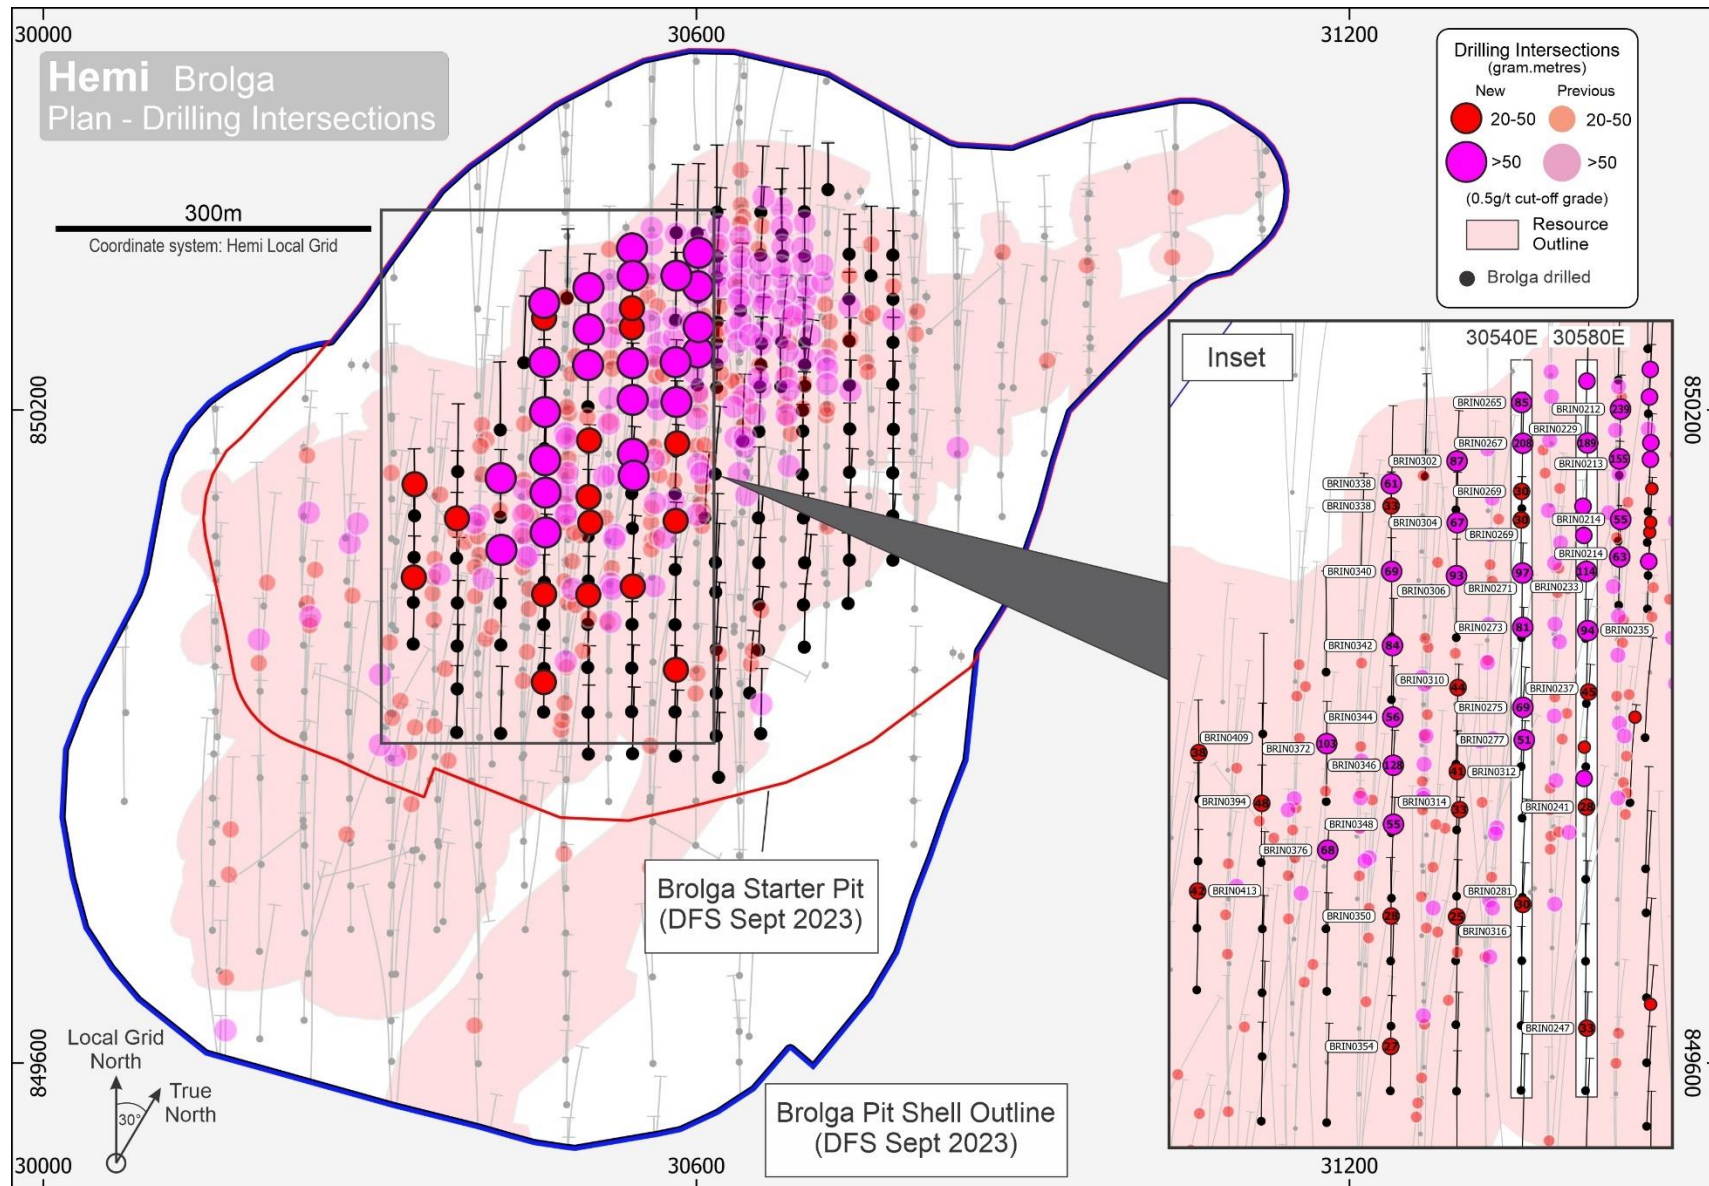 30000
30600
31200
Hemi Brolga
Plan - Drilling Intersections
300m
Coordinate system: Hemi Local Grid
Drilling Intersections
(gram.metres)
New
Previous
20-50
20-50
>50
>50
(0.5g/t cut-off grade)
Resource
Outline
Brolga drilled
850200
850200
849600
849600
Inset
30540E
30580E
BRIN0265
85
BRIN0212
239
BRIN0229
BRIN0267
208
189
BRIN0302
87
BRIN0213
155
BRIN0338
61
BRIN0269
30
BRIN0338
33
BRIN0304
67
BRIN0269
30
BRIN0214
55
BRIN0214
63
BRIN0340
69
93
BRIN0306
BRIN0271
97
BRIN0233
114
BRIN0273
81
94
BRIN0235
BRIN0342
84
BRIN0310
44
BRIN0237
45
BRIN0275
69
BRIN0344
56
BRIN0277
51
BRIN0409
38
BRIN0372
103
BRIN0346
128
41
BRIN0312
BRIN0394
48
BRIN0314
33
BRIN0241
28
BRIN0348
55
BRIN0376
68
42
BRIN0413
BRIN0281
30
BRIN0350
28
25
BRIN0316
BRIN0247
33
BRIN0354
27
Brolga Starter Pit
(DFS Sept 2023)
Brolga Pit Shell Outline
(DFS Sept 2023)
Local Grid
North
True
North
30°
30000
30600
31200